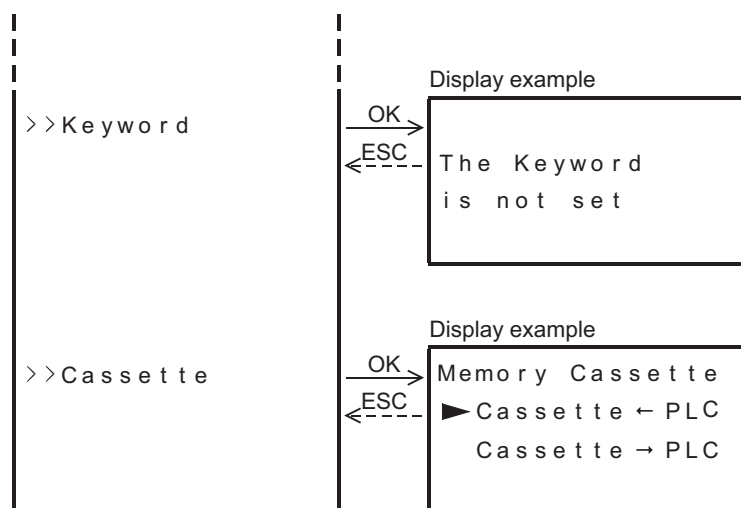 Display example
>>Keyword
OK
ESC
The Keyword
is not set
Display example
>>Cassette
OK
ESC
Memory Cassette
►Cassette ← PLC
Cassette → PLC